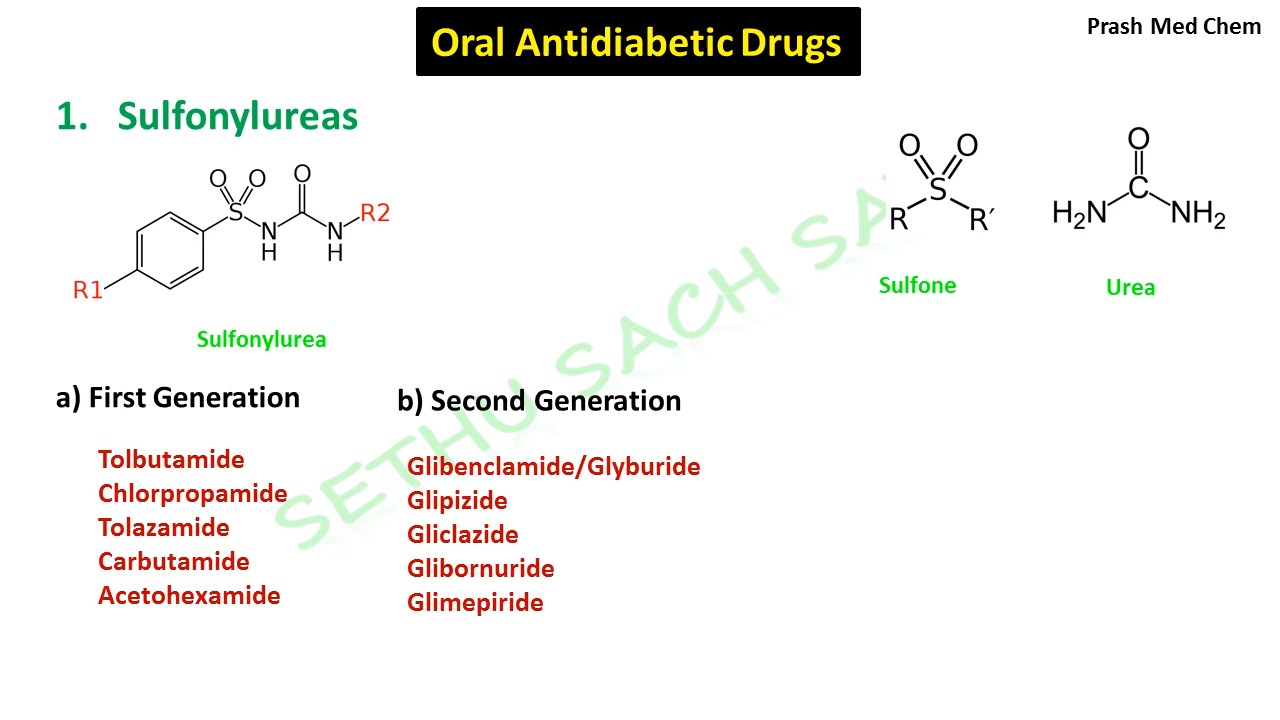 Prash Med Chem
Oral Antidiabetic Drugs
1. Sulfonylureas
O O O
S
N
H
N
H
R2
R1
Sulfonylurea
O O
S
R R′
Sulfone
O
C
H₂N NH₂
Urea
a) First Generation
Tolbutamide
Chlorpropamide
Tolazamide
Carbutamide
Acetohexamide
b) Second Generation
Glibenclamide/Glyburide
Glipizide
Gliclazide
Glibornuride
Glimepiride
SETHU SACH SA